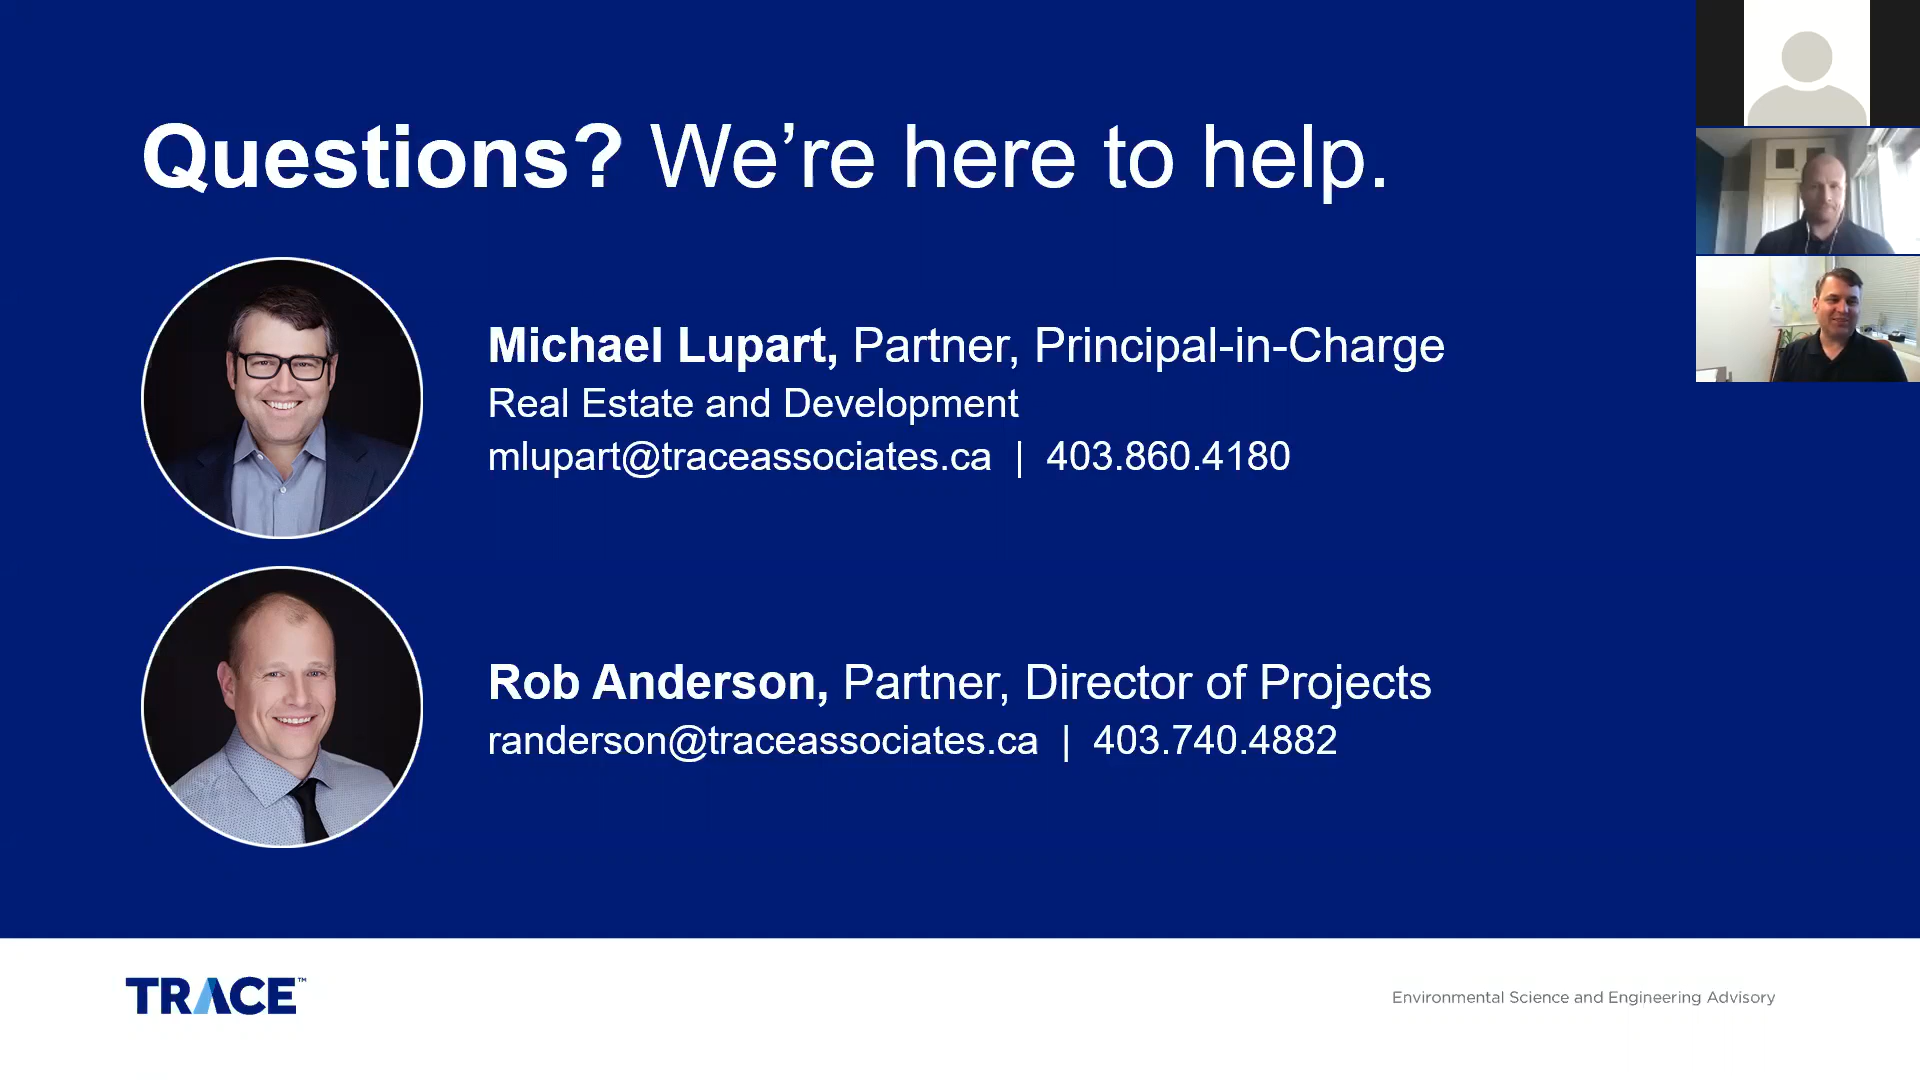 Questions? We’re here to help.
Michael Lupart, Partner, Principal-in-Charge
Real Estate and Development
mlupart@traceassociates.ca | 403.860.4180
Rob Anderson, Partner, Director of Projects
randerson@traceassociates.ca | 403.740.4882
TRACE™
Environmental Science and Engineering Advisory